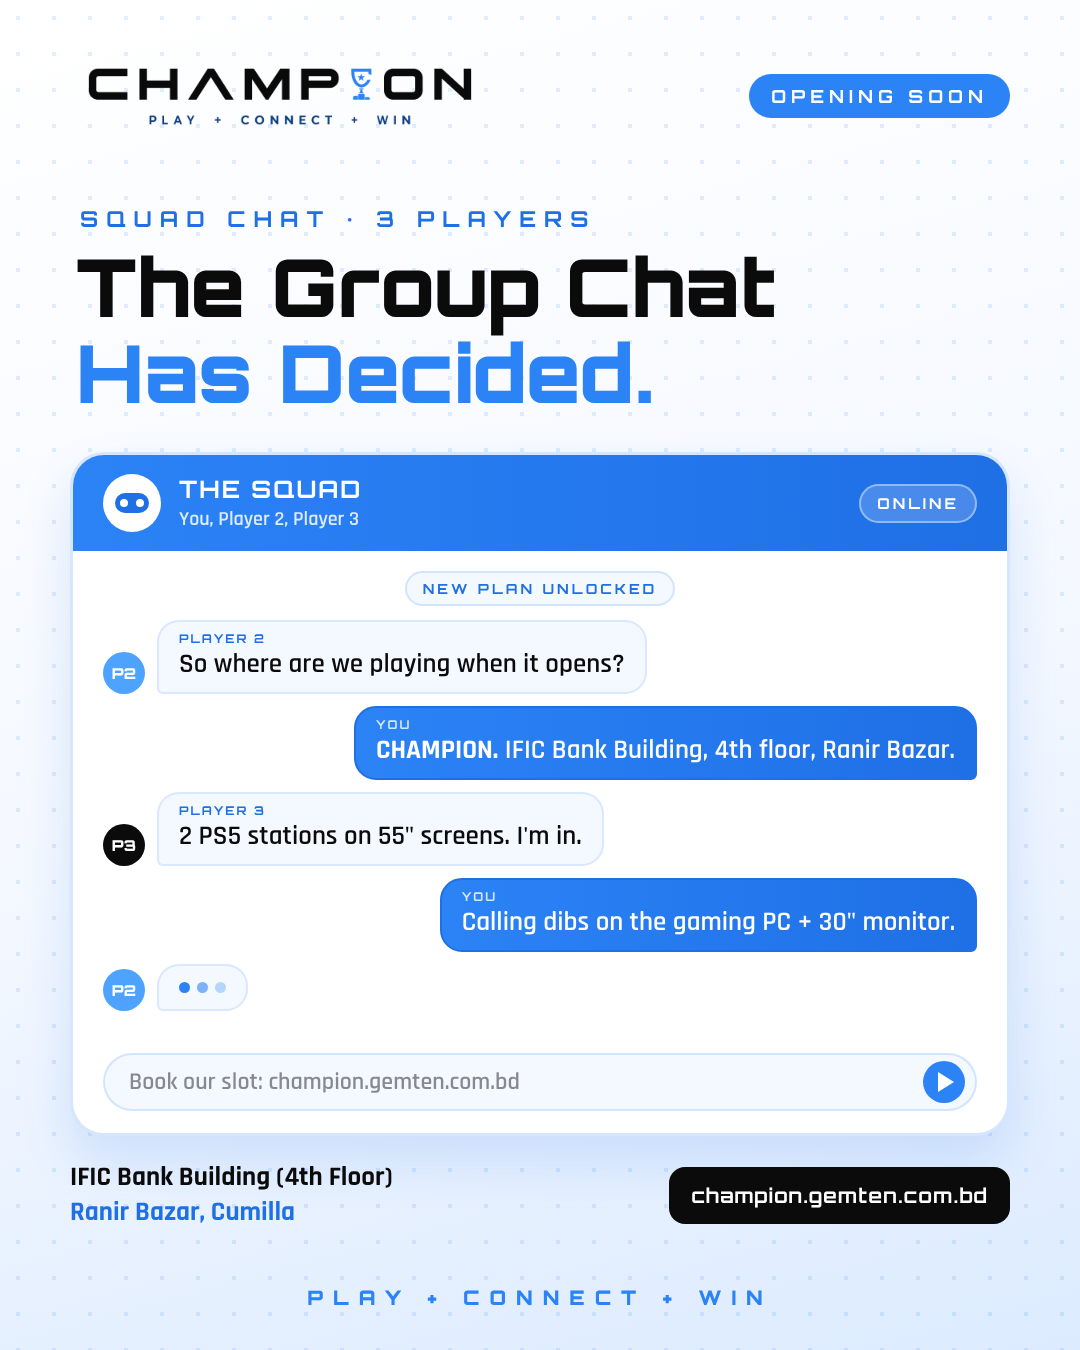 CHAMPION
PLAY + CONNECT + WIN
OPENING SOON
SQUAD CHAT · 3 PLAYERS
The Group Chat
Has Decided.
THE SQUAD
You, Player 2, Player 3
ONLINE
NEW PLAN UNLOCKED
PLAYER 2
So where are we playing when it opens?
P2
YOU
CHAMPION. IFIC Bank Building, 4th floor, Ranir Bazar.
PLAYER 3
2 PS5 stations on 55" screens. I'm in.
P3
YOU
Calling dibs on the gaming PC + 30" monitor.
P2
Book our slot: champion.gemten.com.bd
IFIC Bank Building (4th Floor)
Ranir Bazar, Cumilla
champion.gemten.com.bd
PLAY + CONNECT + WIN